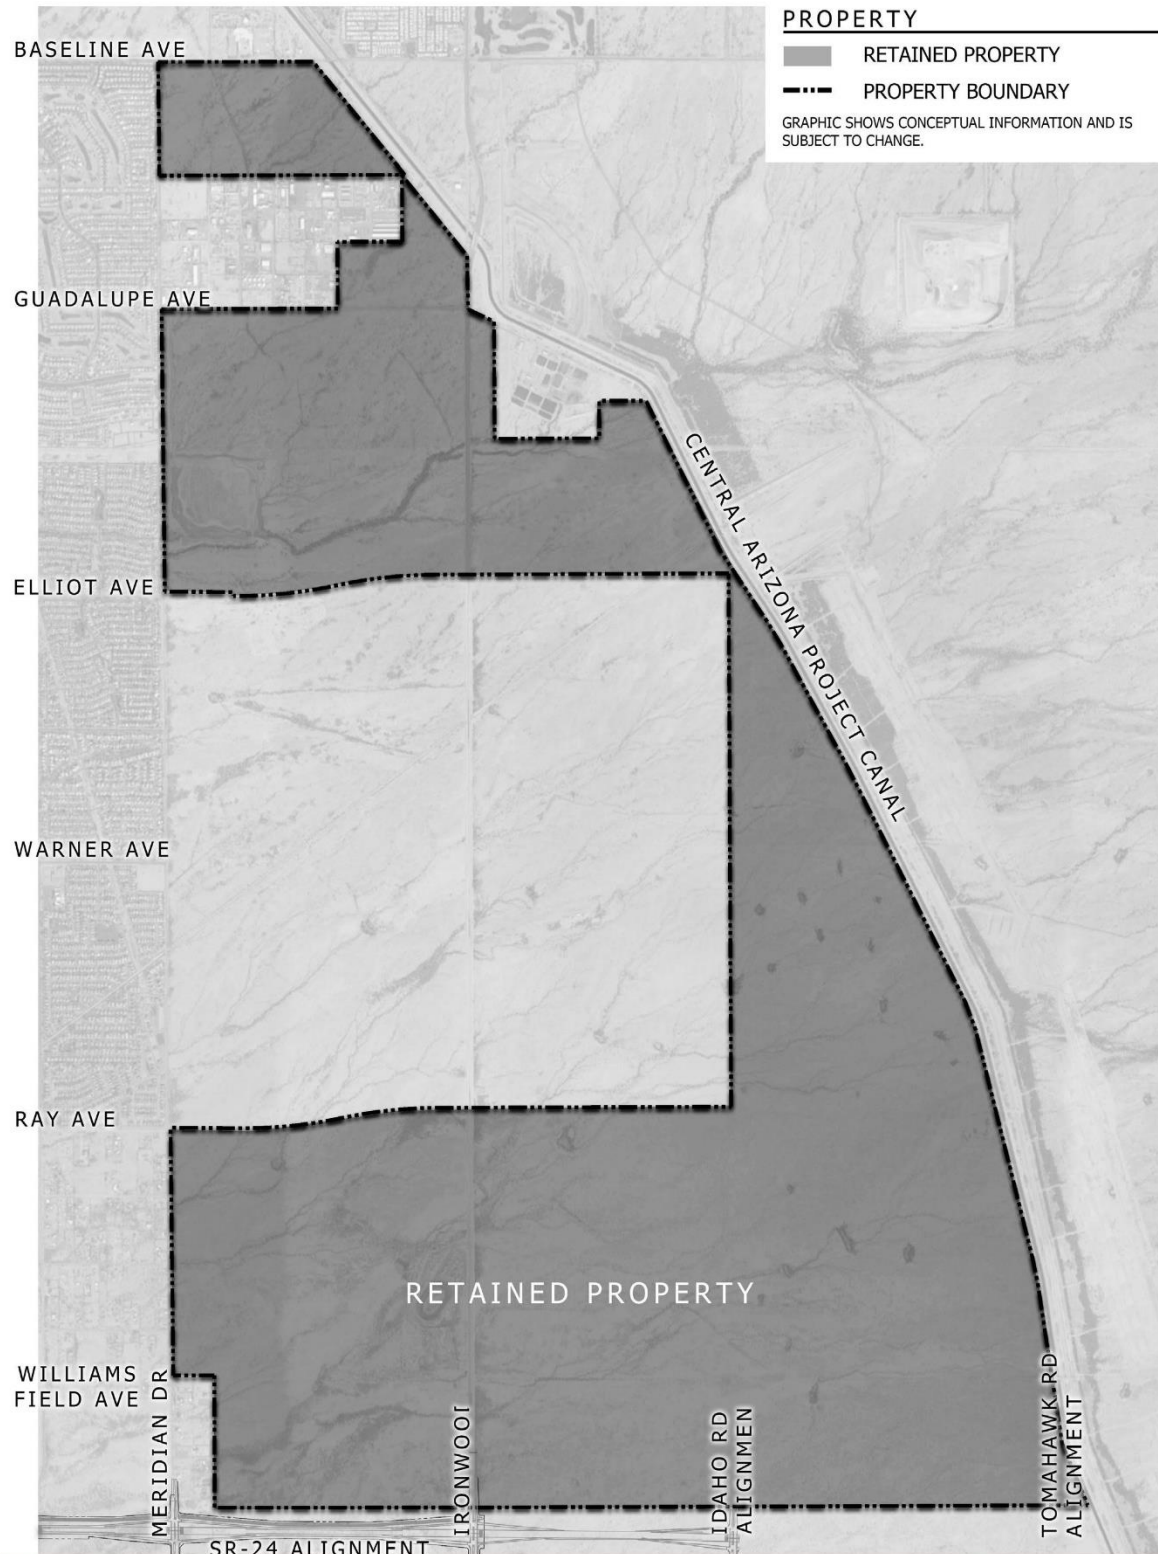 PROPERTY
RETAINED PROPERTY
PROPERTY BOUNDARY
GRAPHIC SHOWS CONCEPTUAL INFORMATION AND IS
SUBJECT TO CHANGE.
BASELINE AVE
GUADALUPE AVE
CENTRAL ARIZONA PROJECT CANAL
ELLIOT AVE
WARNER AVE
RAY AVE
RETAINED PROPERTY
WILLIAMS
FIELD AVE
MERIDIAN DR
IRONWOOI
IDAHO RD
ALIGNMEN
TOMAHAWK RD
ALIGNMENT
SR-24 ALIGNMENT